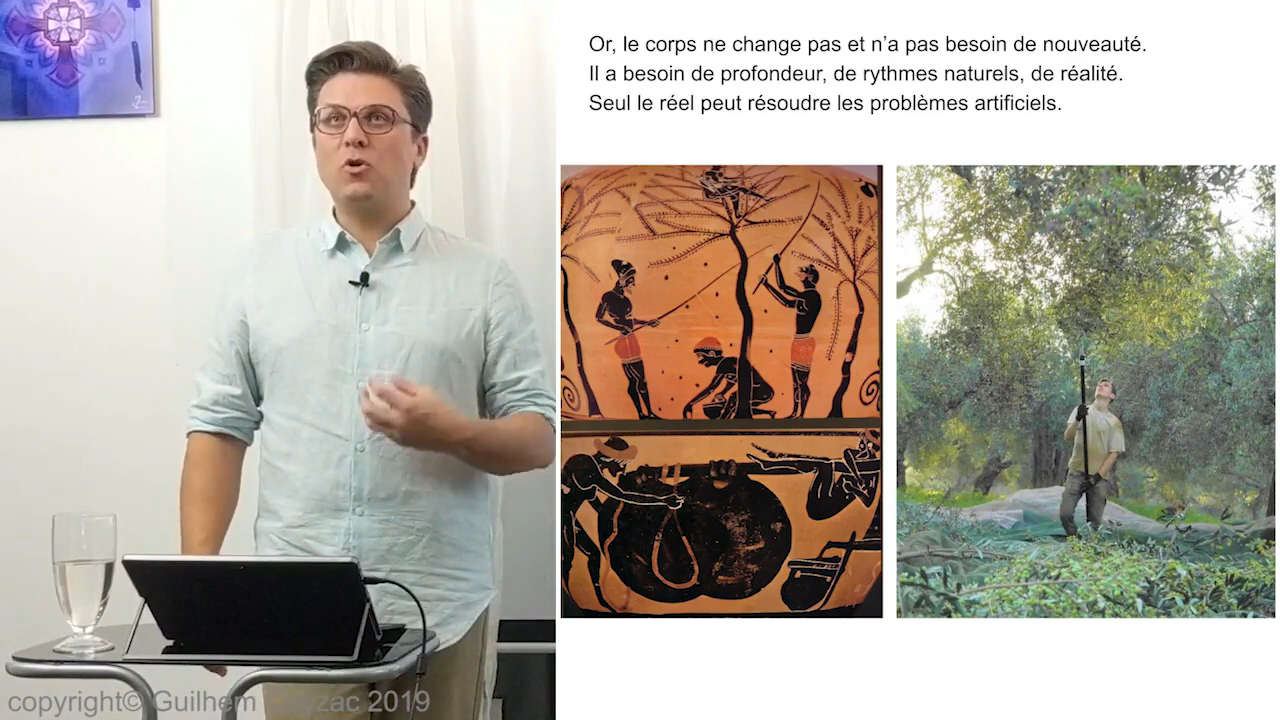 Or, le corps ne change pas et n’a pas besoin de nouveauté.
Il a besoin de profondeur, de rythmes naturels, de réalité.
Seul le réel peut résoudre les problèmes artificiels.
copyright© Guilhem 2019